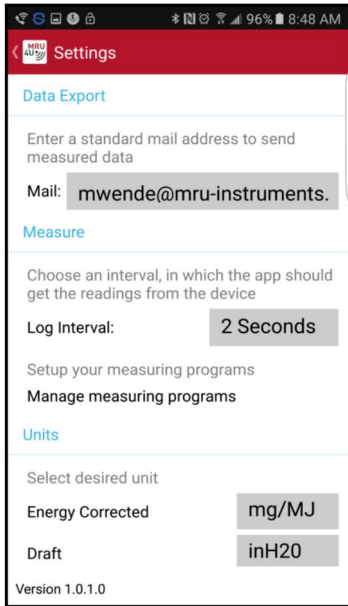 96% 8:48 AM
MRU
4U
Settings
Data Export
Enter a standard mail address to send
measured data
Mail: mwende@mru-instruments.
Measure
Choose an interval, in which the app should
get the readings from the device
Log Interval: 2 Seconds
Setup your measuring programs
Manage measuring programs
Units
Select desired unit
Energy Corrected mg/MJ
Draft inH20
Version 1.0.1.0